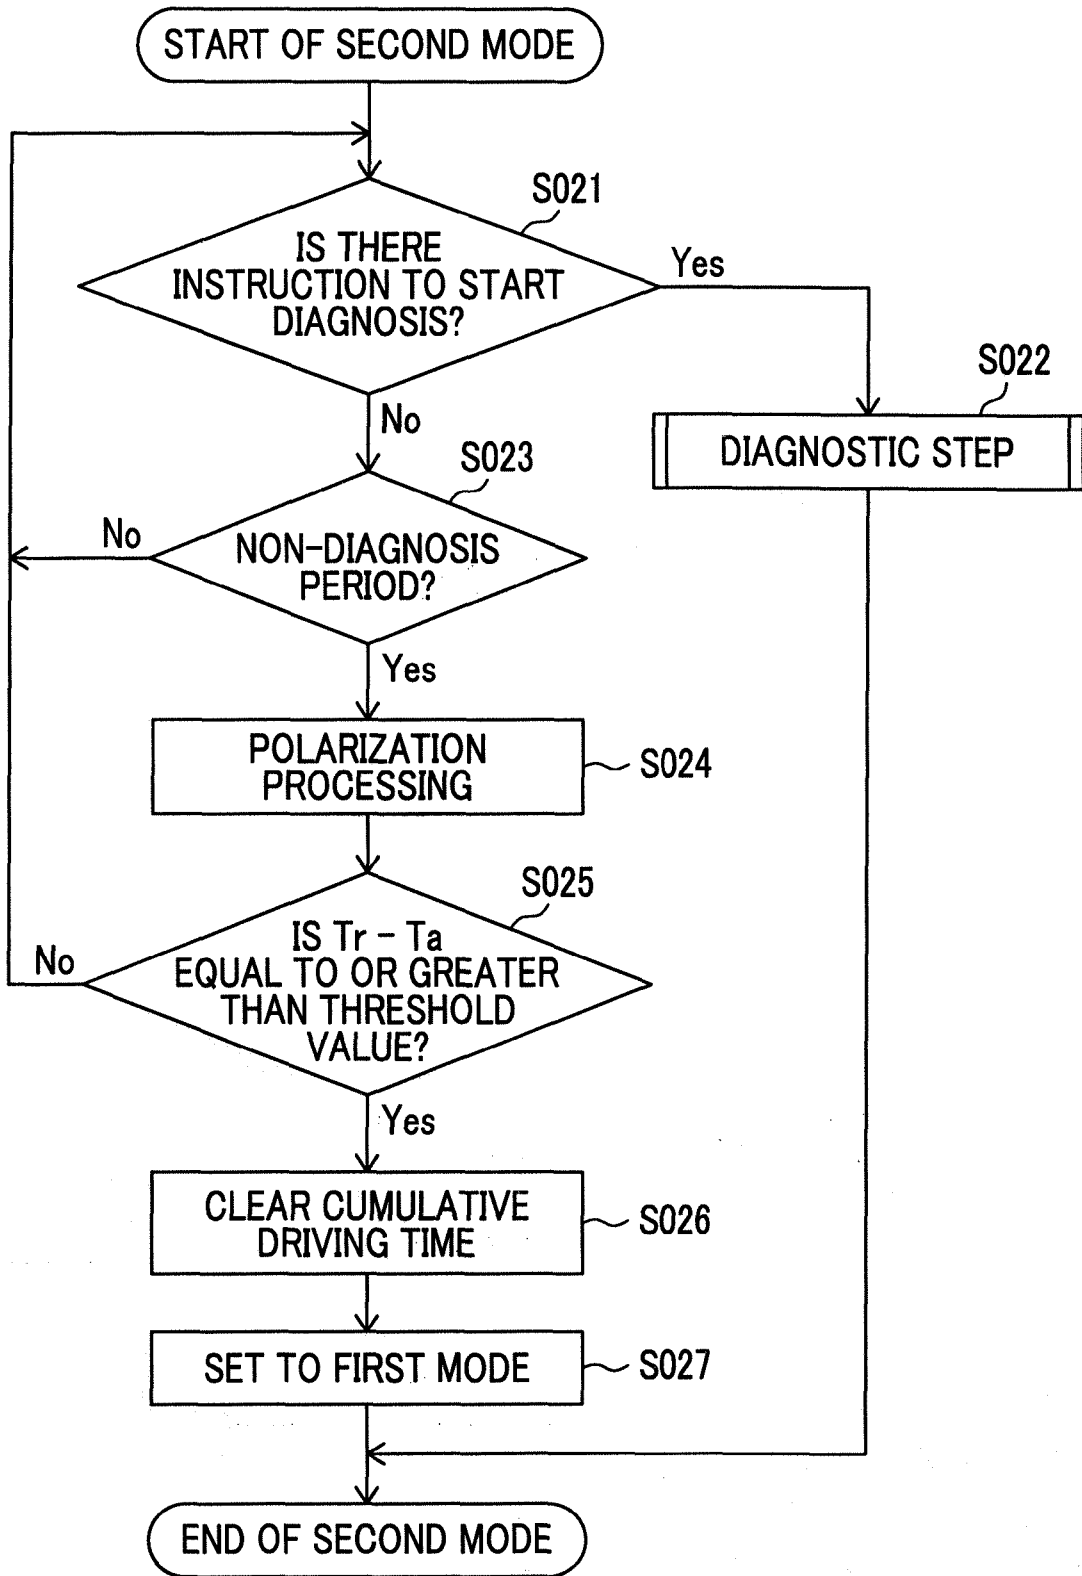 START OF SECOND MODE
S021
IS THERE
INSTRUCTION TO START
DIAGNOSIS?
Yes
No
S022
DIAGNOSTIC STEP
S023
NON-DIAGNOSIS
PERIOD?
No
Yes
POLARIZATION
PROCESSING
S024
S025
IS Tr – Ta
EQUAL TO OR GREATER
THAN THRESHOLD
VALUE?
No
Yes
CLEAR CUMULATIVE
DRIVING TIME
S026
SET TO FIRST MODE
S027
END OF SECOND MODE